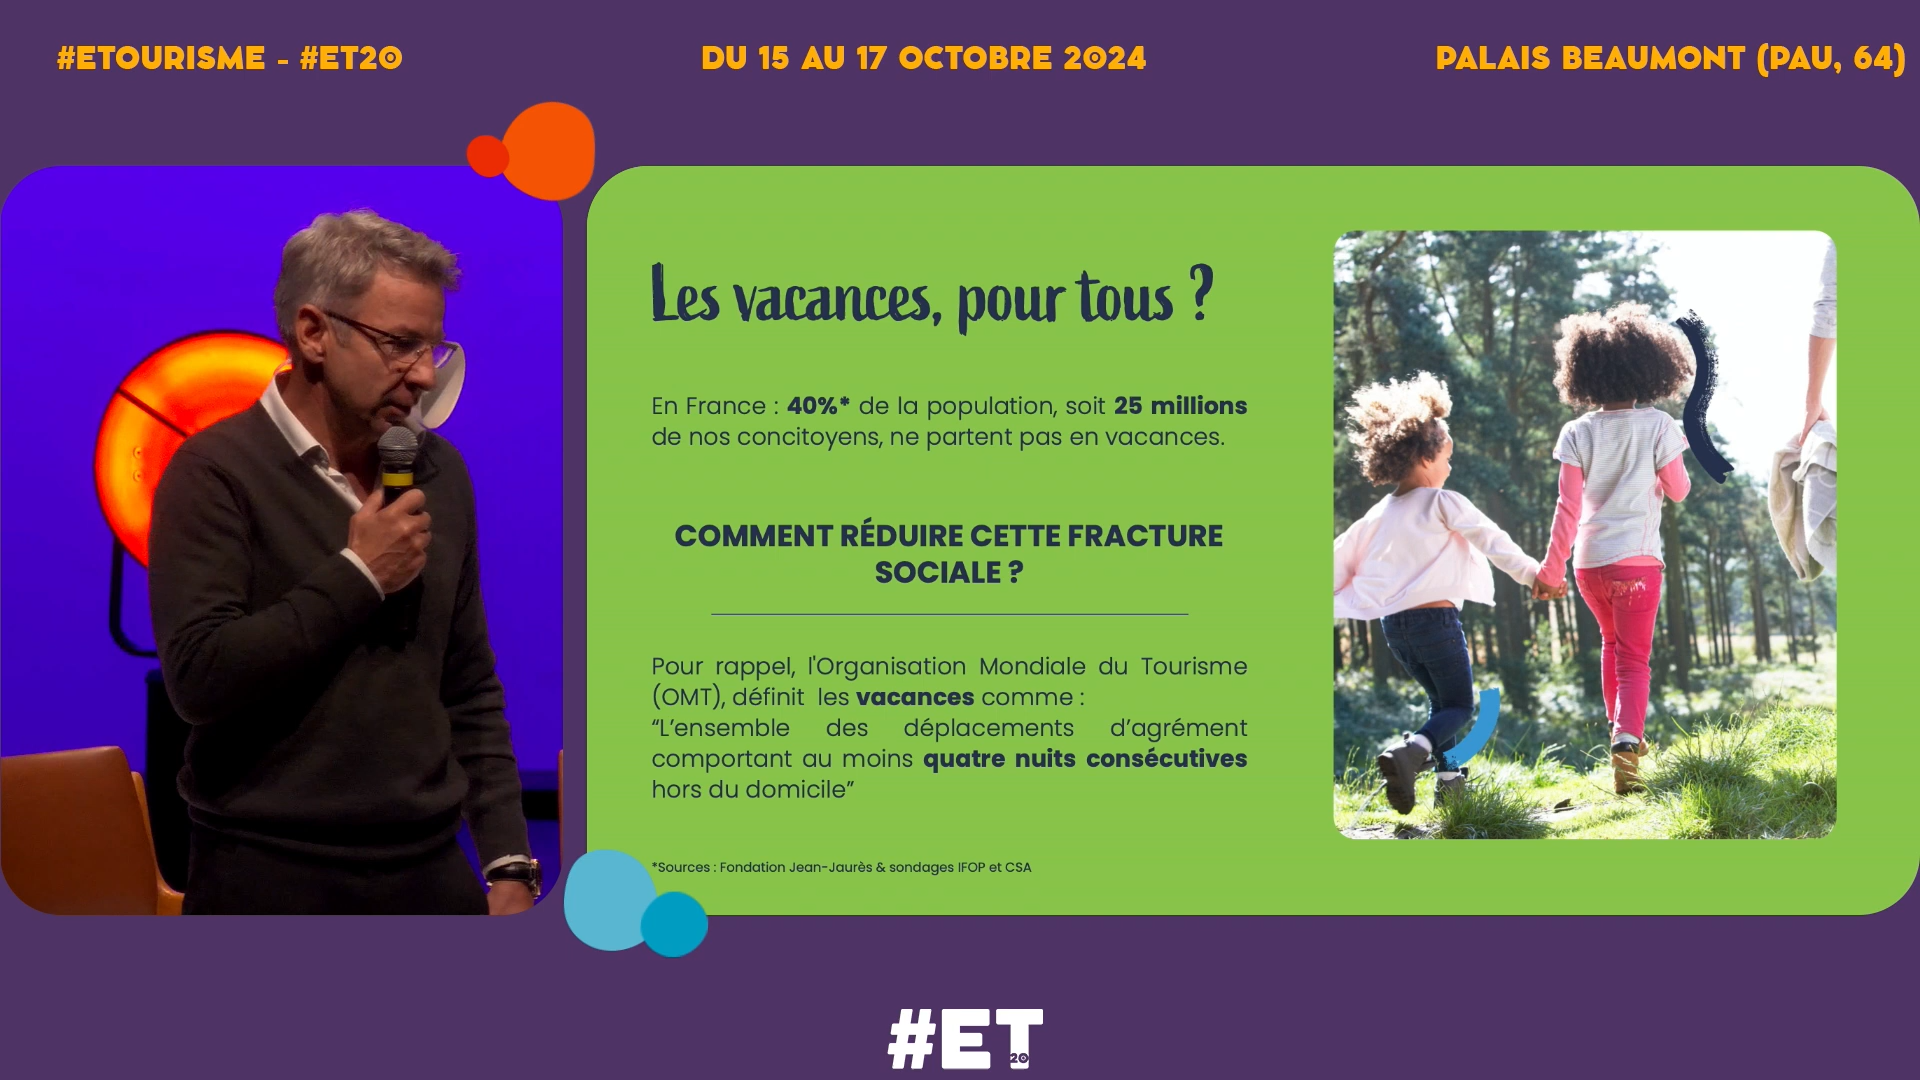 #ETOURISME - #ET20
DU 15 AU 17 OCTOBRE 2024
PALAIS BEAUMONT (PAU, 64)
Les vacances, pour tous ?
En France : 40%* de la population, soit 25 millions
de nos concitoyens, ne partent pas en vacances.
COMMENT RÉDUIRE CETTE FRACTURE
SOCIALE ?
Pour rappel, l'Organisation Mondiale du Tourisme
(OMT), définit les vacances comme :
“L’ensemble des déplacements d’agrément
comportant au moins quatre nuits consécutives
hors du domicile”
*Sources : Fondation Jean-Jaurès & sondages IFOP et CSA
#ET
20